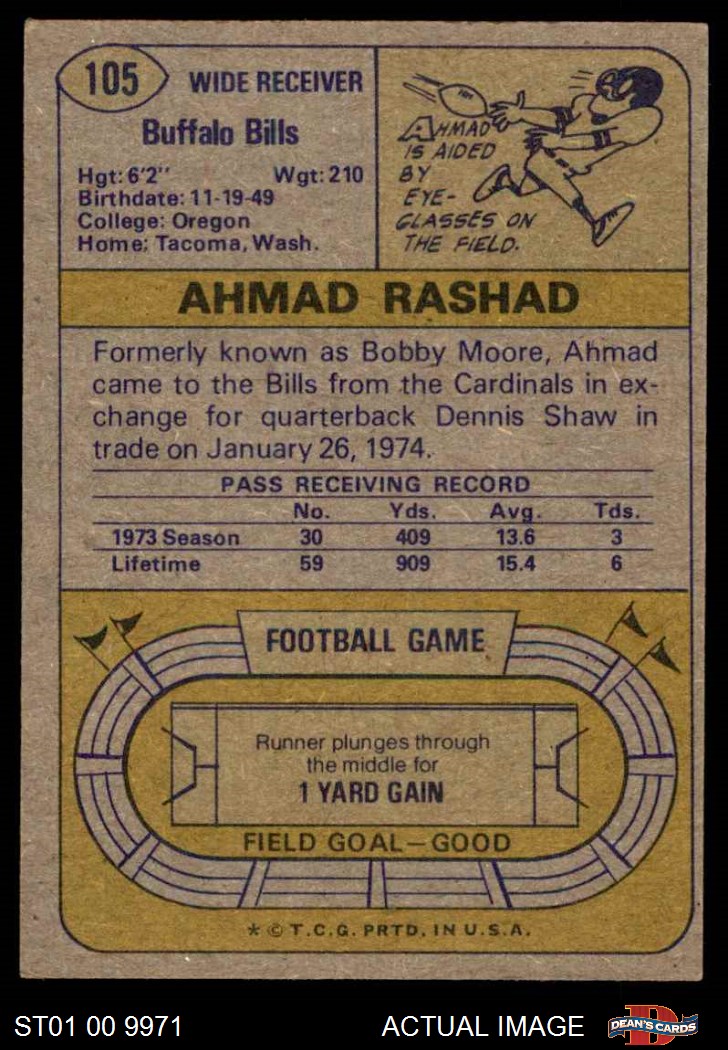 105
WIDE RECEIVER
Buffalo Bills
Hgt: 6'2" Wgt: 210
Birthdate: 11-19-49
College: Oregon
Home: Tacoma, Wash.
AHMAD
IS AIDED
BY
EYE-
GLASSES ON
THE FIELD.
AHMAD RASHAD
Formerly known as Bobby Moore, Ahmad
came to the Bills from the Cardinals in ex-
change for quarterback Dennis Shaw in
trade on January 26, 1974.
PASS RECEIVING RECORD
No. Yds. Avg. Tds.
1973 Season 30 409 13.6 3
Lifetime 59 909 15.4 6
FOOTBALL GAME
Runner plunges through
the middle for
1 YARD GAIN
FIELD GOAL—GOOD
* © T.C.G. PRTD. IN U.S.A.
ST01 00 9971
ACTUAL IMAGE
D
DEAN'S CARDS